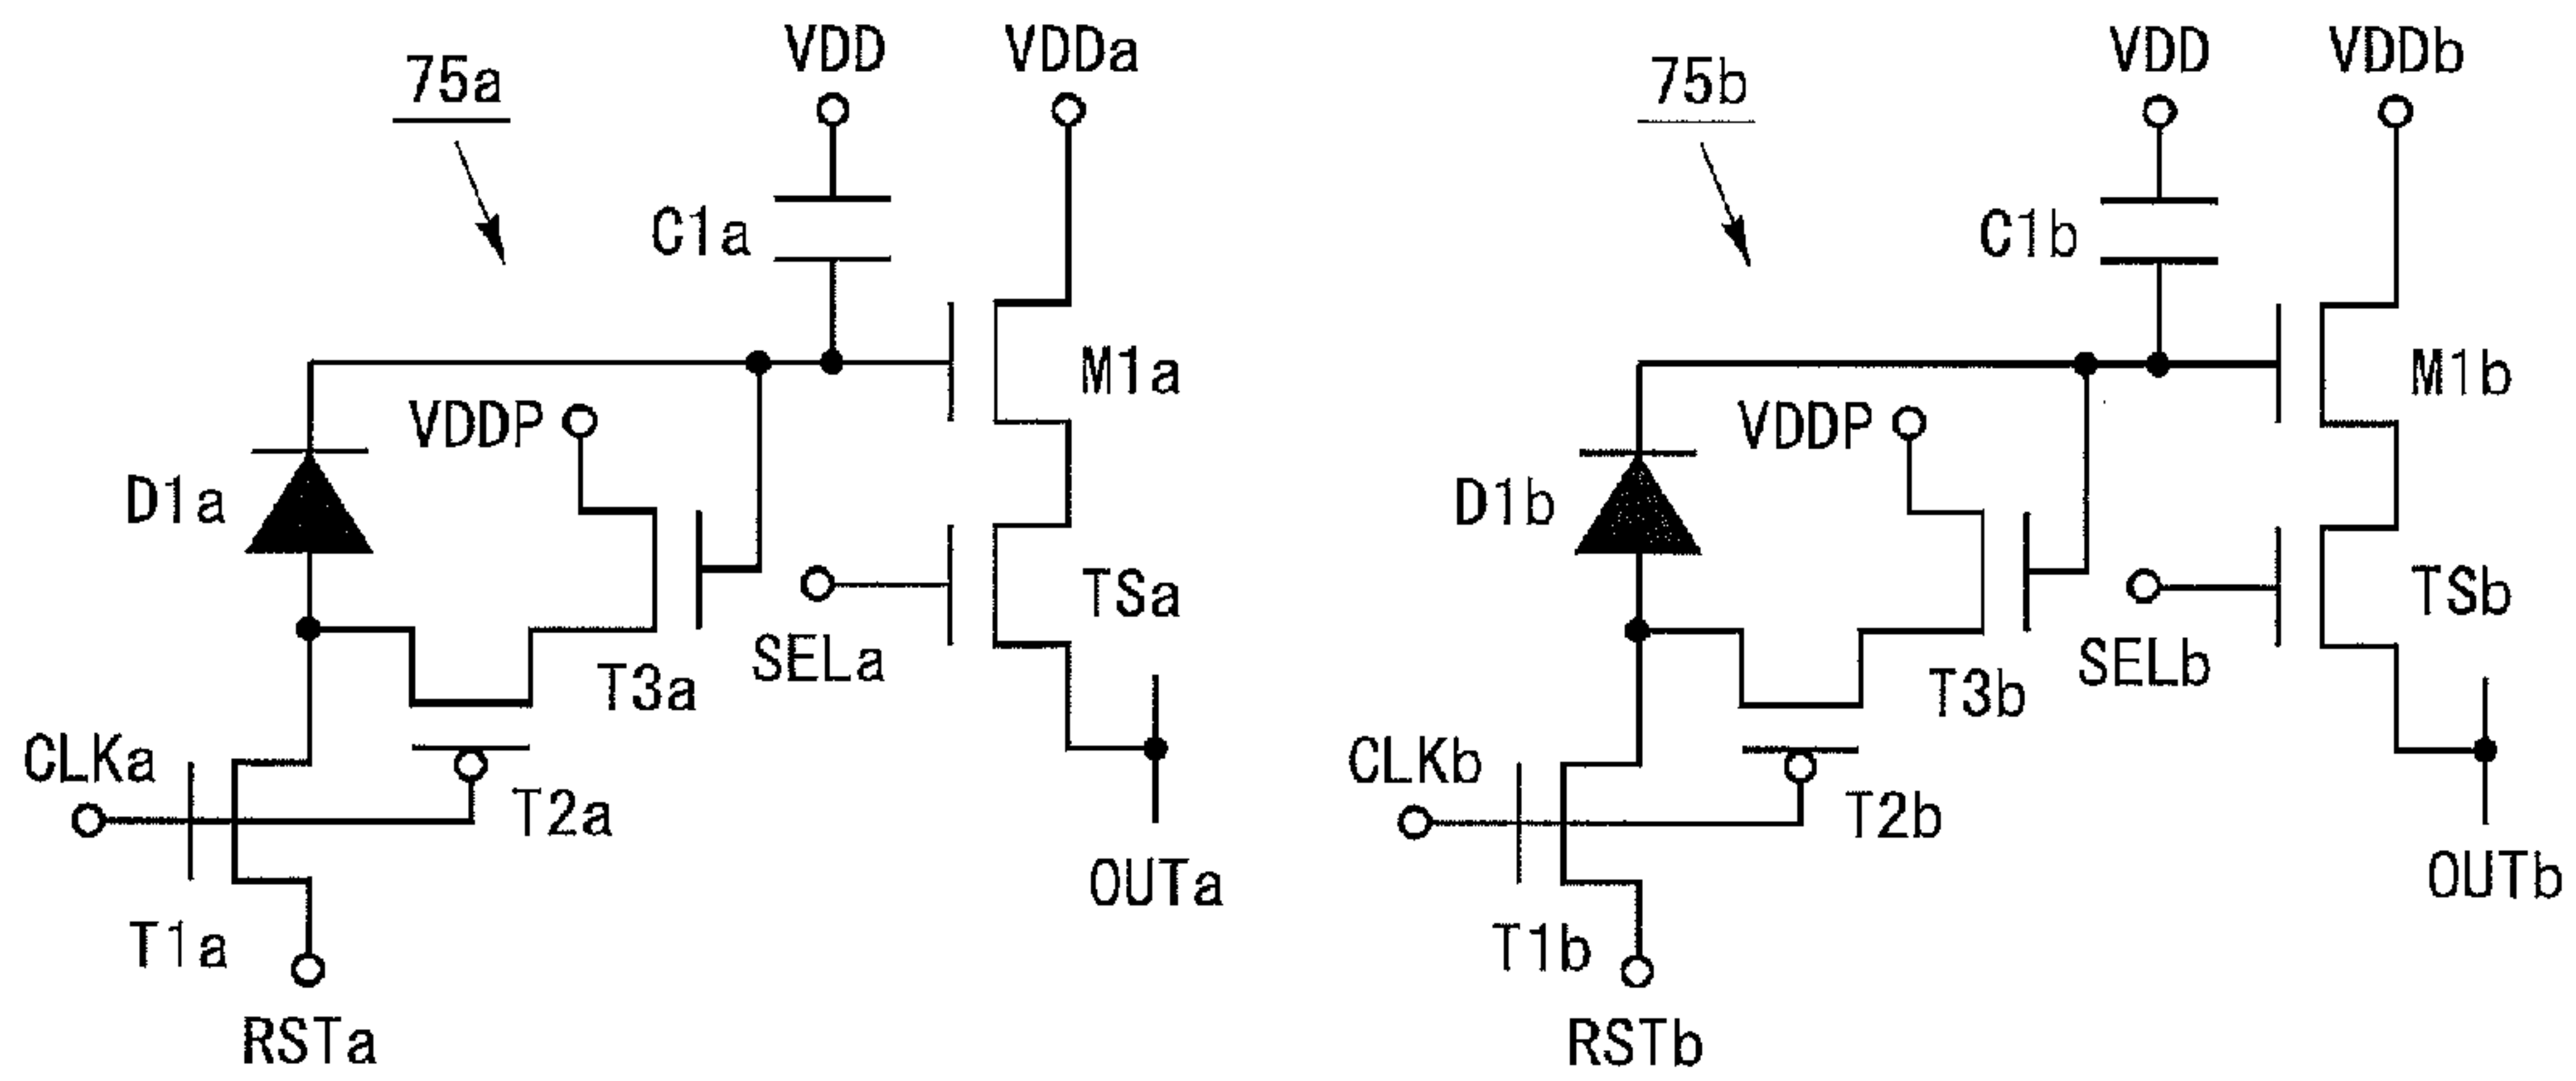 75a
VDD
VDDa
C1a
M1a
VDDP
D1a
T3a
SELa
TSa
CLKa
T2a
T1a
OUTa
RSTa
75b
VDD
VDDb
C1b
M1b
VDDP
D1b
T3b
SELb
TSb
CLKb
T2b
T1b
OUTb
RSTb